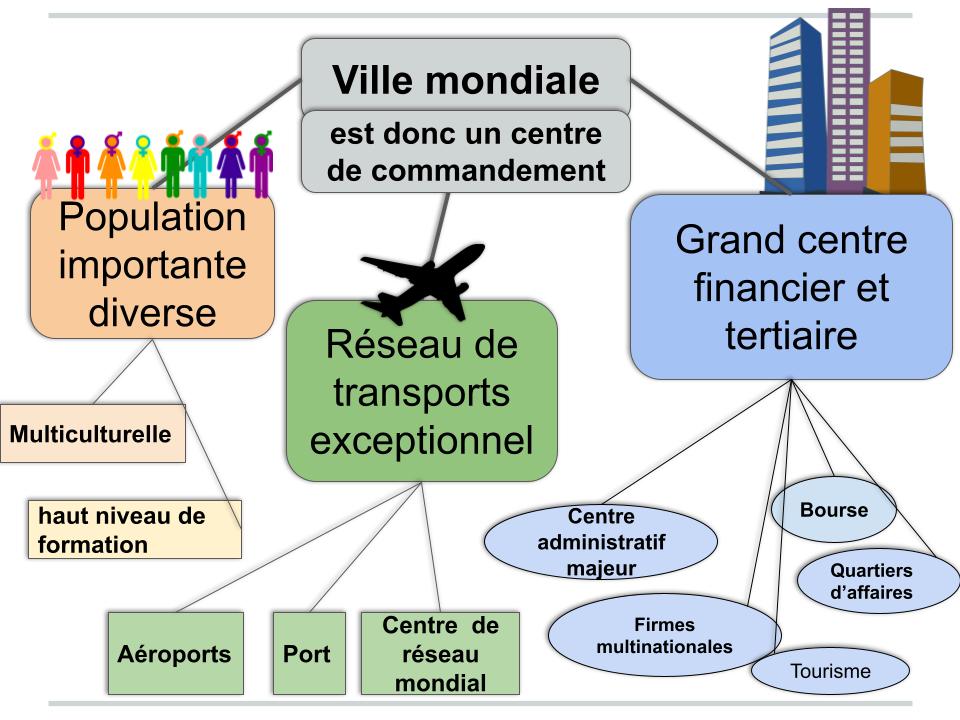 Ville mondiale
est donc un centre
de commandement
Population
importante
diverse
Grand centre
financier et
tertiaire
Réseau de
transports
exceptionnel
Multiculturelle
haut niveau de
formation
Centre
administratif
majeur
Bourse
Quartiers
d’affaires
Firmes
multinationales
Tourisme
Aéroports
Port
Centre de
réseau
mondial